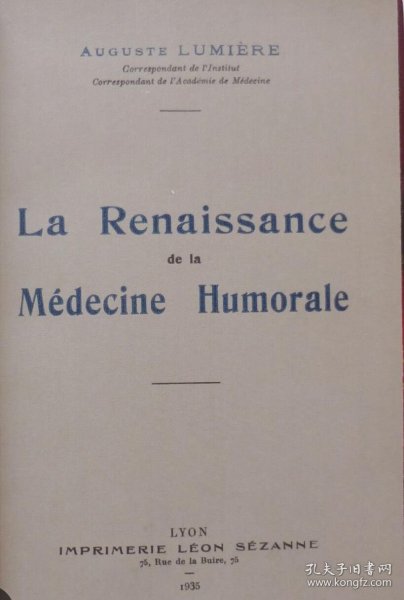 AUGUSTE LUMIÈRE
Correspondant de l'Institut
Correspondant de l'Académie de Médecine
La Renaissance
de la
Médecine Humorale
LYON
IMPRIMERIE LÉON SÉZANNE
75, Rue de la Buire, 75
1935
孔夫子旧书网
www.kongfz.com